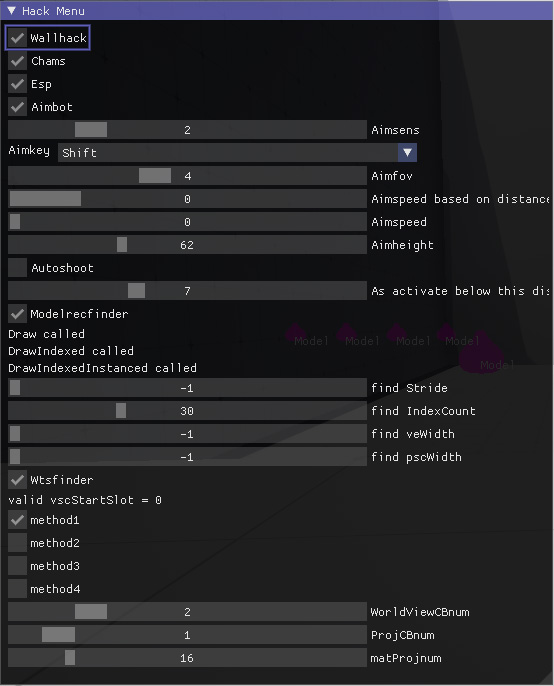 Hack Menu
Wallhack
Chams
Esp
Aimbot
2 Aimsens
Aimkey Shift
4 Aimfov
0 Aimspeed based on distance
0 Aimspeed
62 Aimheight
Autoshoot
7 As activate below this dis
Modelrecfinder
Draw called
Model Model Model Model
DrawIndexed called
Model
DrawIndexedInstanced called
-1 find Stride
30 find IndexCount
-1 find veWidth
-1 find pscWidth
Wtsfinder
valid vscStartSlot = 0
method1
method2
method3
method4
2 WorldViewCBnum
1 ProjCBnum
16 matProjnum